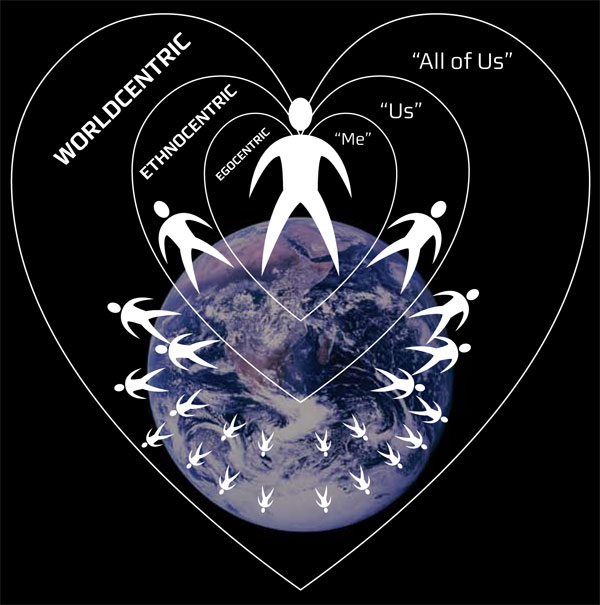 WORLDCENTRIC
"All of Us"
ETHNOCENTRIC
"Us"
EGOCENTRIC
"Me"